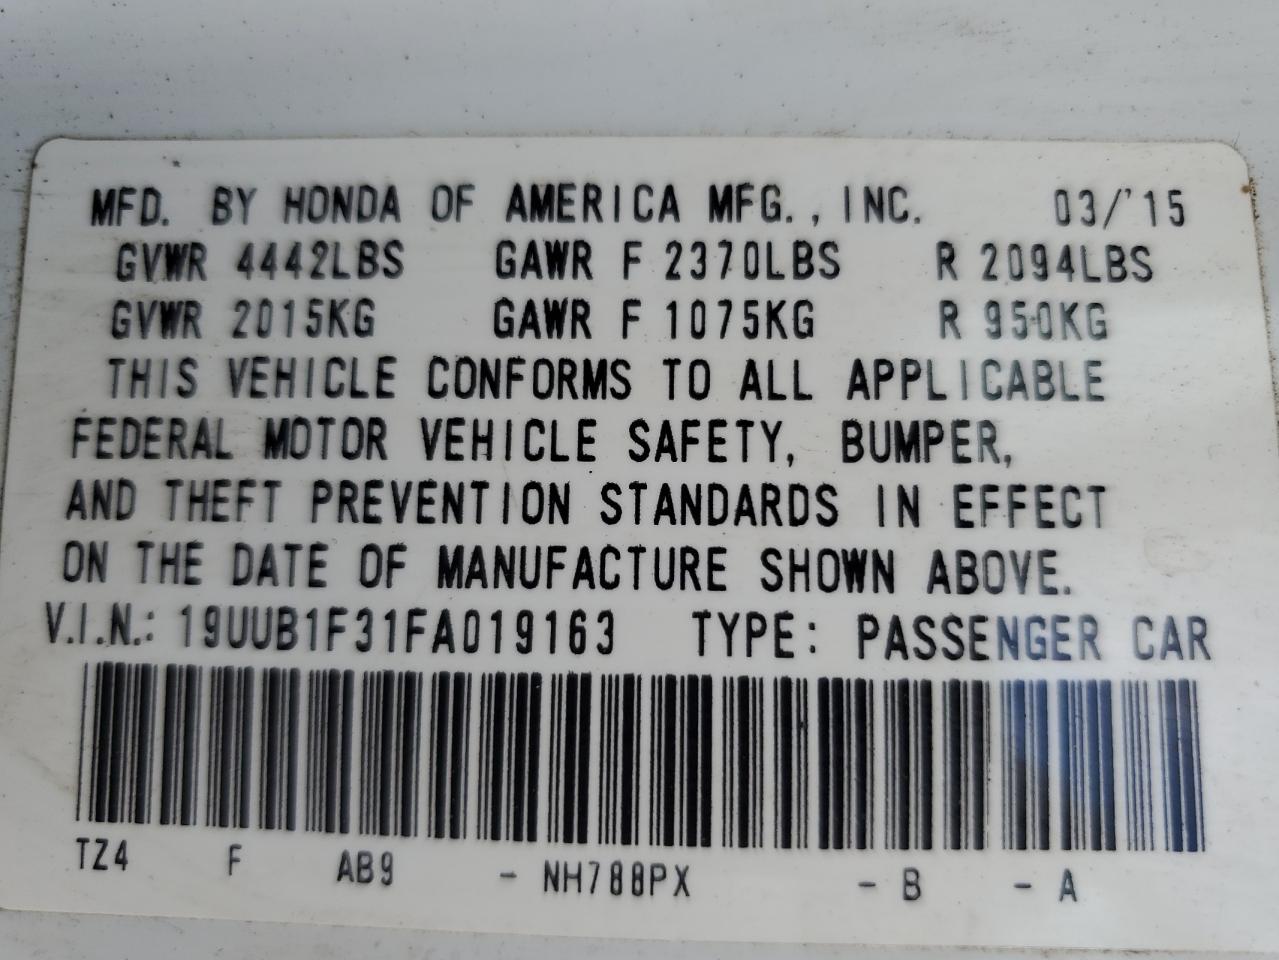 MFD. BY HONDA OF AMERICA MFG., INC. 03/'15
GVWR 4442LBS GAWR F 2370LBS R 2094LBS
GVWR 2015KG GAWR F 1075KG R 950KG
THIS VEHICLE CONFORMS TO ALL APPLICABLE
FEDERAL MOTOR VEHICLE SAFETY, BUMPER,
AND THEFT PREVENTION STANDARDS IN EFFECT
ON THE DATE OF MANUFACTURE SHOWN ABOVE.
V.I.N.: 19UUB1F31FA019163 TYPE: PASSENGER CAR
TZ4 F AB9 - NH788PX - B - A